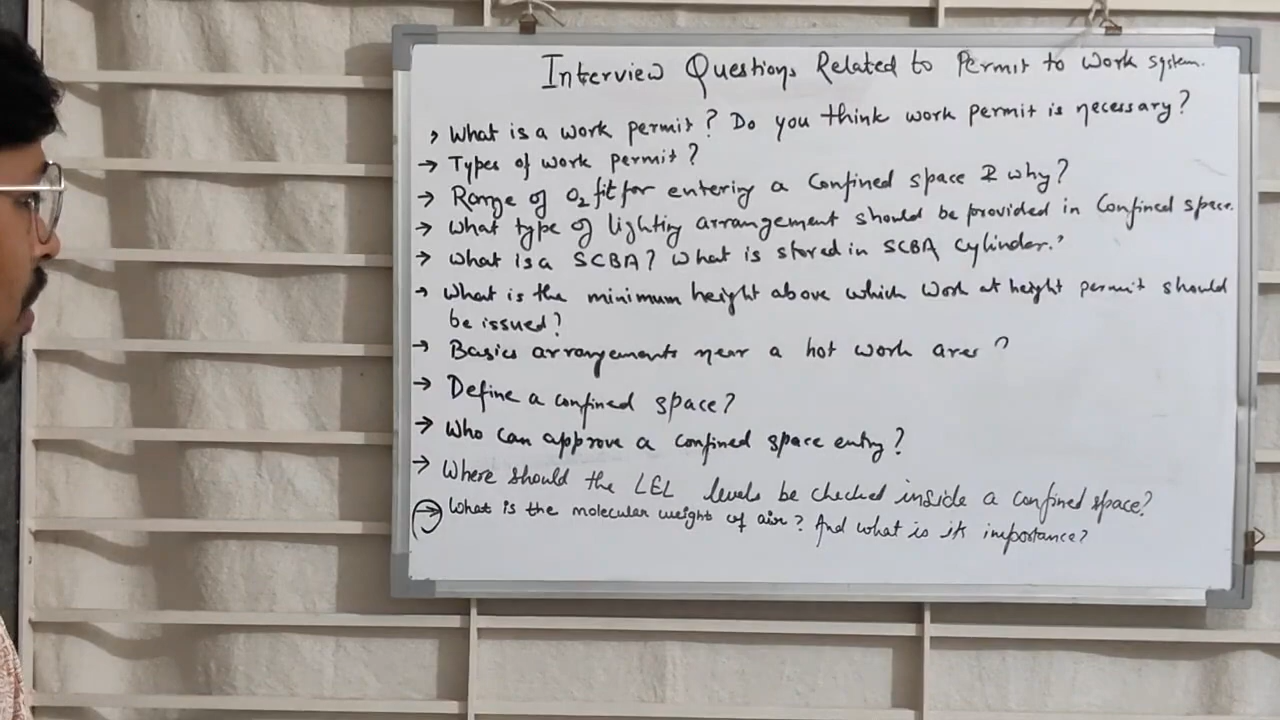 Interview Questions Related to Permit to Work system.
→ What is a work permit? Do you think work permit is necessary?
→ Types of work permit?
→ Range of O2 fit for entering a Confined space & why?
→ What type of lighting arrangement should be provided in Confined space.
→ What is a SCBA? What is stored in SCBA Cylinder.?
→ What is the minimum height above which Work at height permit should
be issued?
→ Basics arrangements near a hot work area?
→ Define a confined space?
→ Who can approve a confined space entry?
→ Where should the LEL levels be checked inside a confined space?
→ What is the molecular weight of air? And what is its importance?